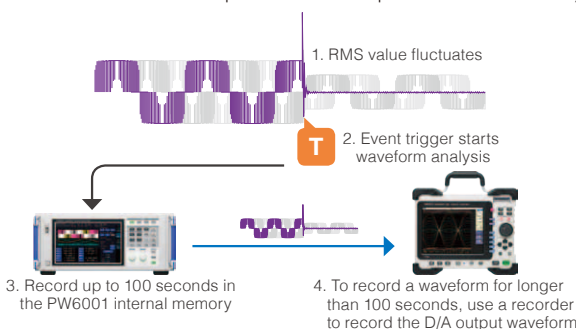 1. RMS value fluctuates
T
2. Event trigger starts
waveform analysis
3. Record up to 100 seconds in
the PW6001 internal memory
4. To record a waveform for longer
than 100 seconds, use a recorder
to record the D/A output waveform